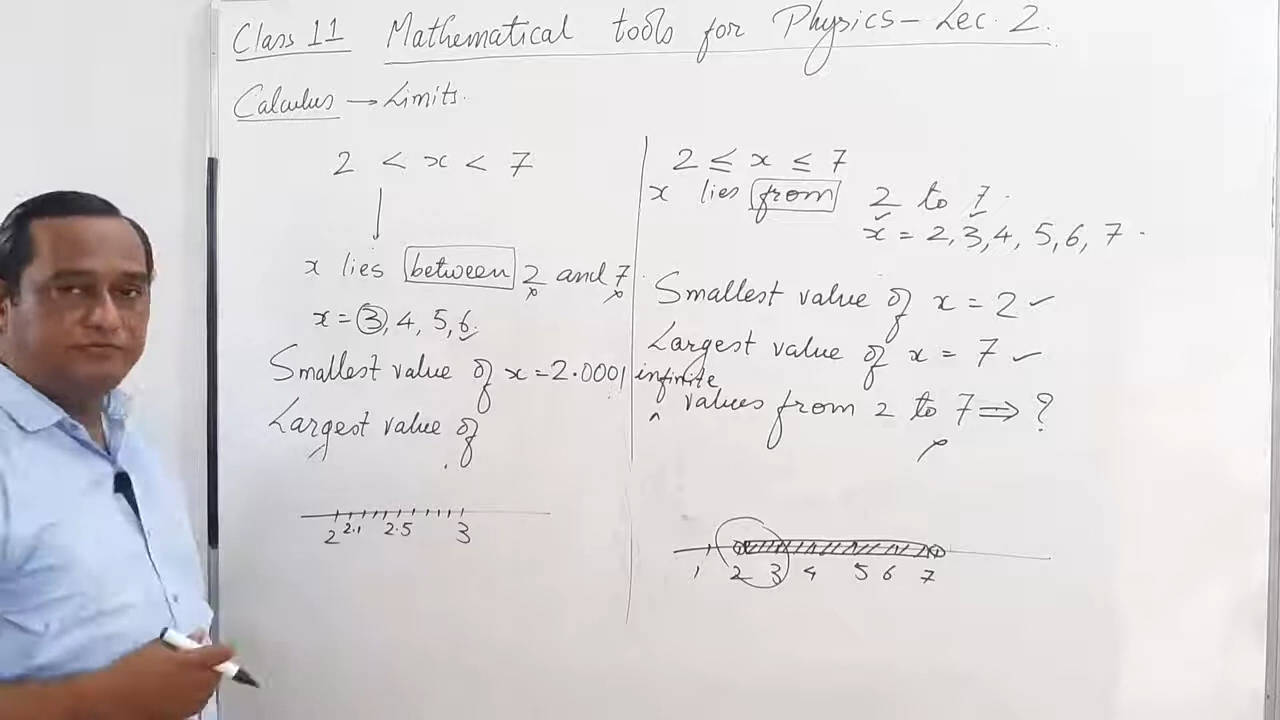 Class 11 Mathematical tools for Physics - Lec. 2.
Calculus → Limits.
2 < x < 7
x lies between 2 and 7.
x = 3, 4, 5, 6.
Smallest value of x = 2.0001
Largest value of
2 2.1 2.5 3
2 ≤ x ≤ 7
x lies from 2 to 7.
x = 2, 3, 4, 5, 6, 7.
Smallest value of x = 2 ✓
Largest value of x = 7 ✓
infinite
^ values from 2 to 7 ⇒ ?
1 2 3 4 5 6 7